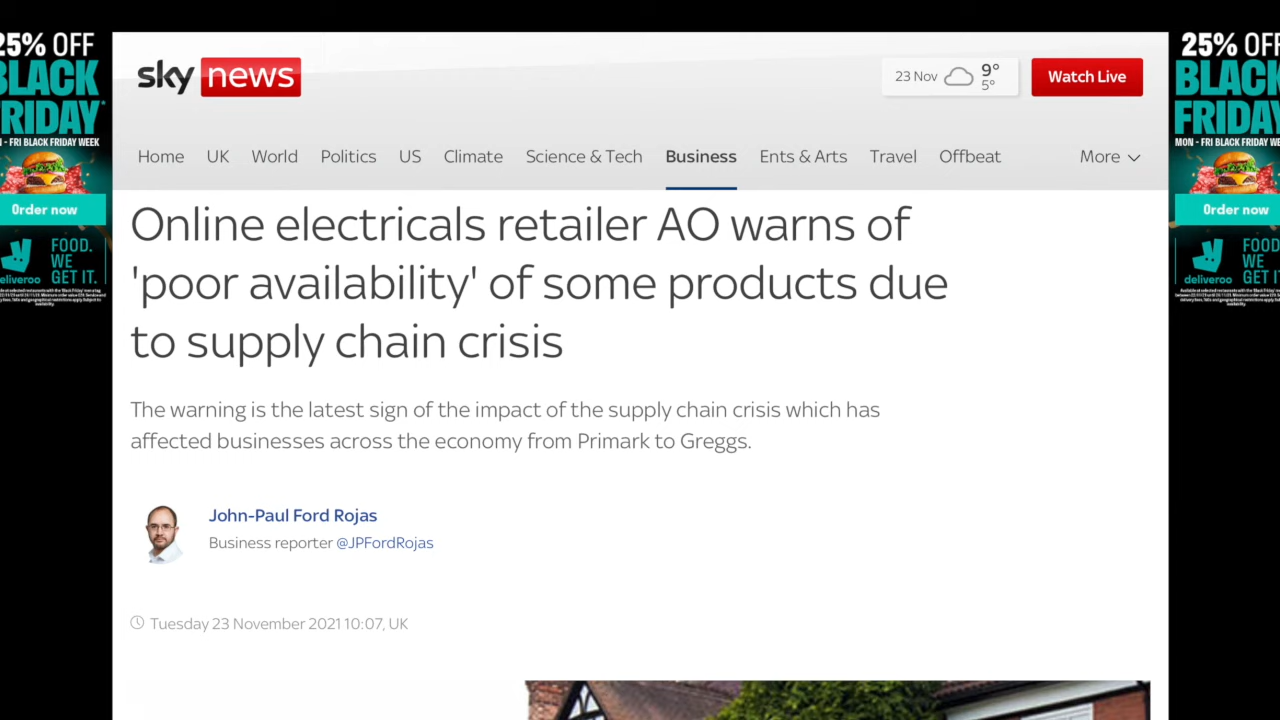 25% OFF
BLACK
FRIDAY*
- FRI BLACK FRIDAY WEEK
Order now
deliveroo
FOOD.
WE
GET IT.
sky news
23 Nov
9°
5°
Watch Live
Home UK World Politics US Climate Science & Tech Business Ents & Arts Travel Offbeat More
Online electricals retailer AO warns of
'poor availability' of some products due
to supply chain crisis
The warning is the latest sign of the impact of the supply chain crisis which has
affected businesses across the economy from Primark to Greggs.
John-Paul Ford Rojas
Business reporter @JPFordRojas
Tuesday 23 November 2021 10:07, UK
25% OFF
BLACK
FRIDAY
MON - FRI BLACK FRIDAY WE
Order now
deliveroo
FOOD
WE
GET IT